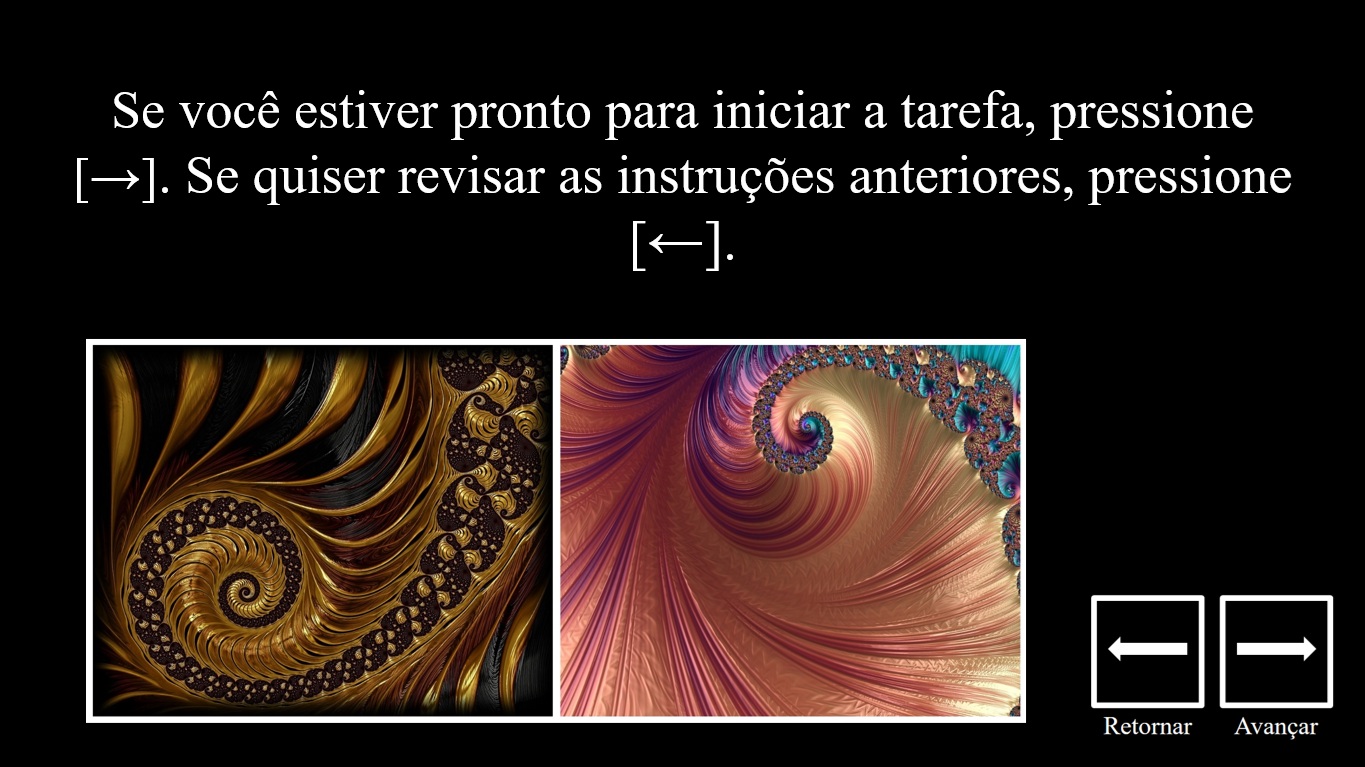 Se você estiver pronto para iniciar a tarefa, pressione
[→]. Se quiser revisar as instruções anteriores, pressione
[←].
Retornar
Avançar